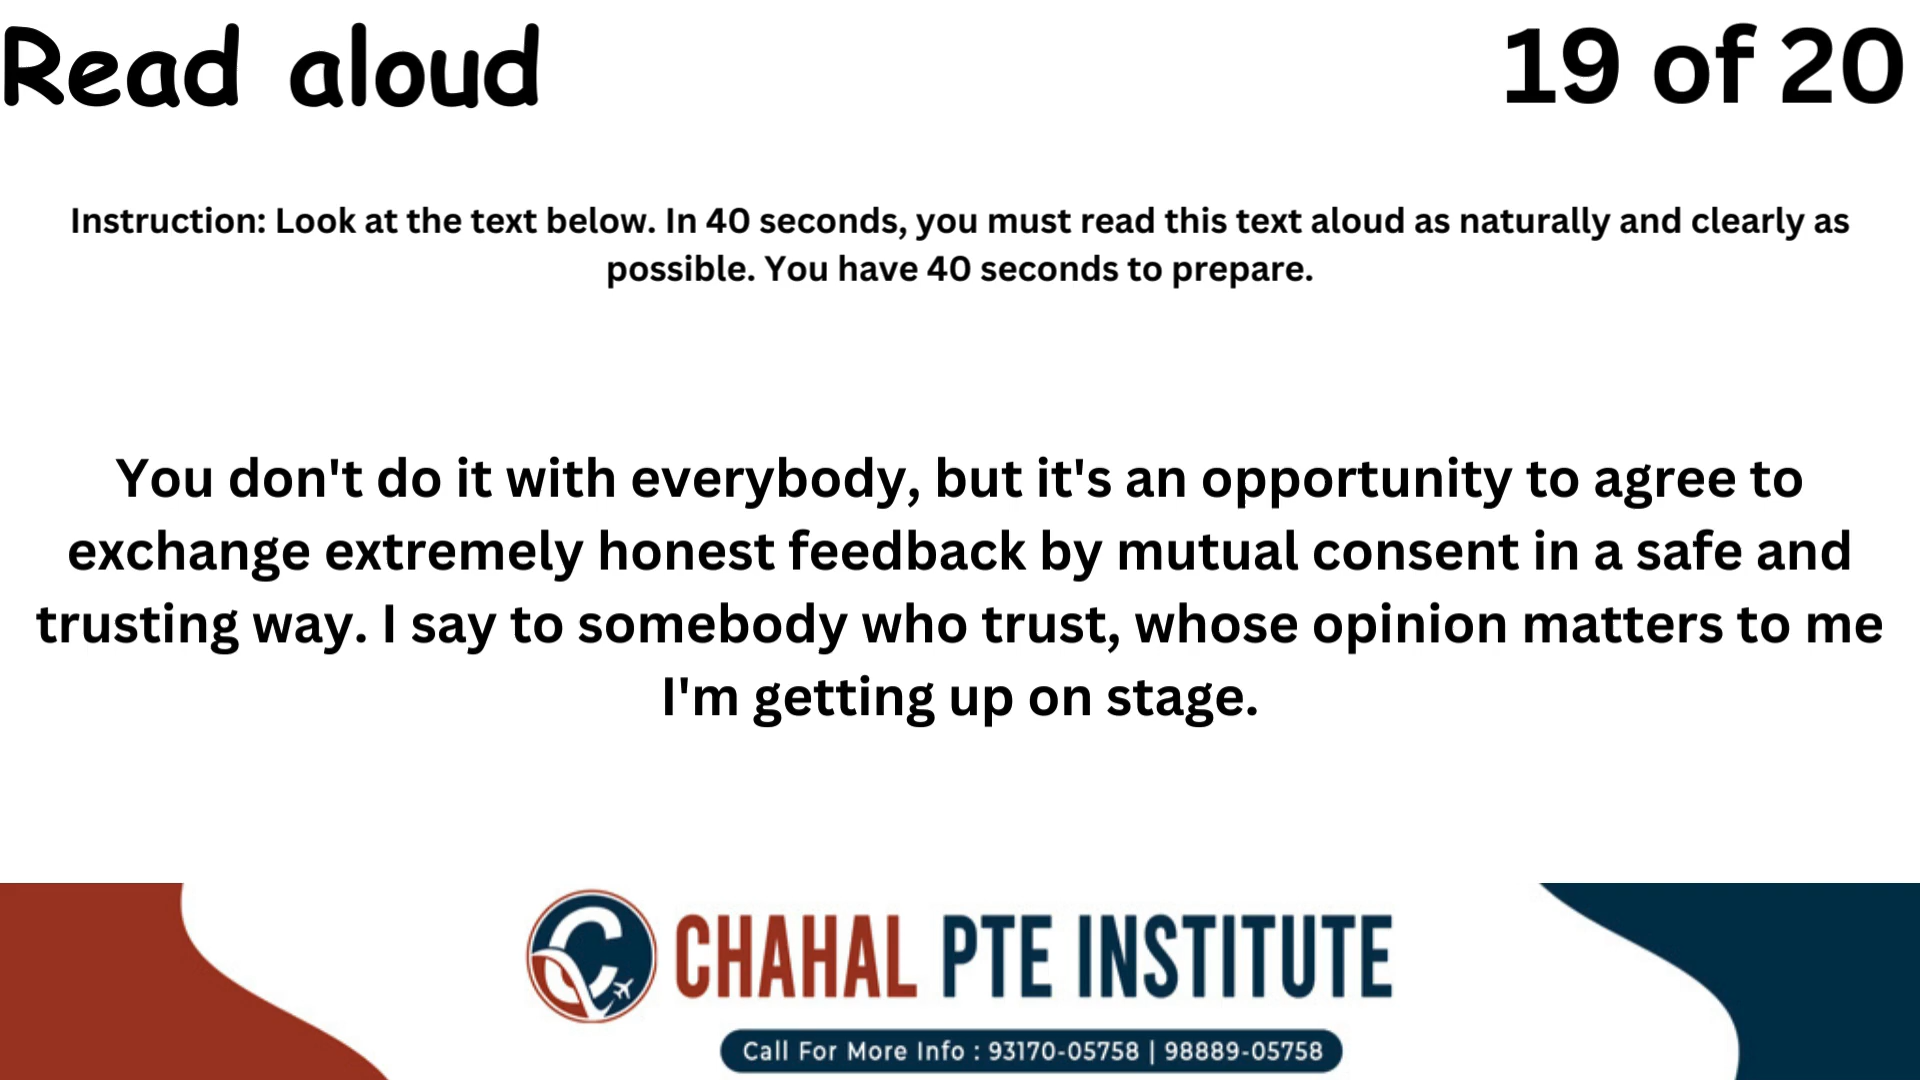 Read aloud
19 of 20
Instruction: Look at the text below. In 40 seconds, you must read this text aloud as naturally and clearly as
possible. You have 40 seconds to prepare.
You don't do it with everybody, but it's an opportunity to agree to
exchange extremely honest feedback by mutual consent in a safe and
trusting way. I say to somebody who trust, whose opinion matters to me
I'm getting up on stage.
CHAHAL PTE INSTITUTE
Call For More Info : 93170-05758 | 98889-05758